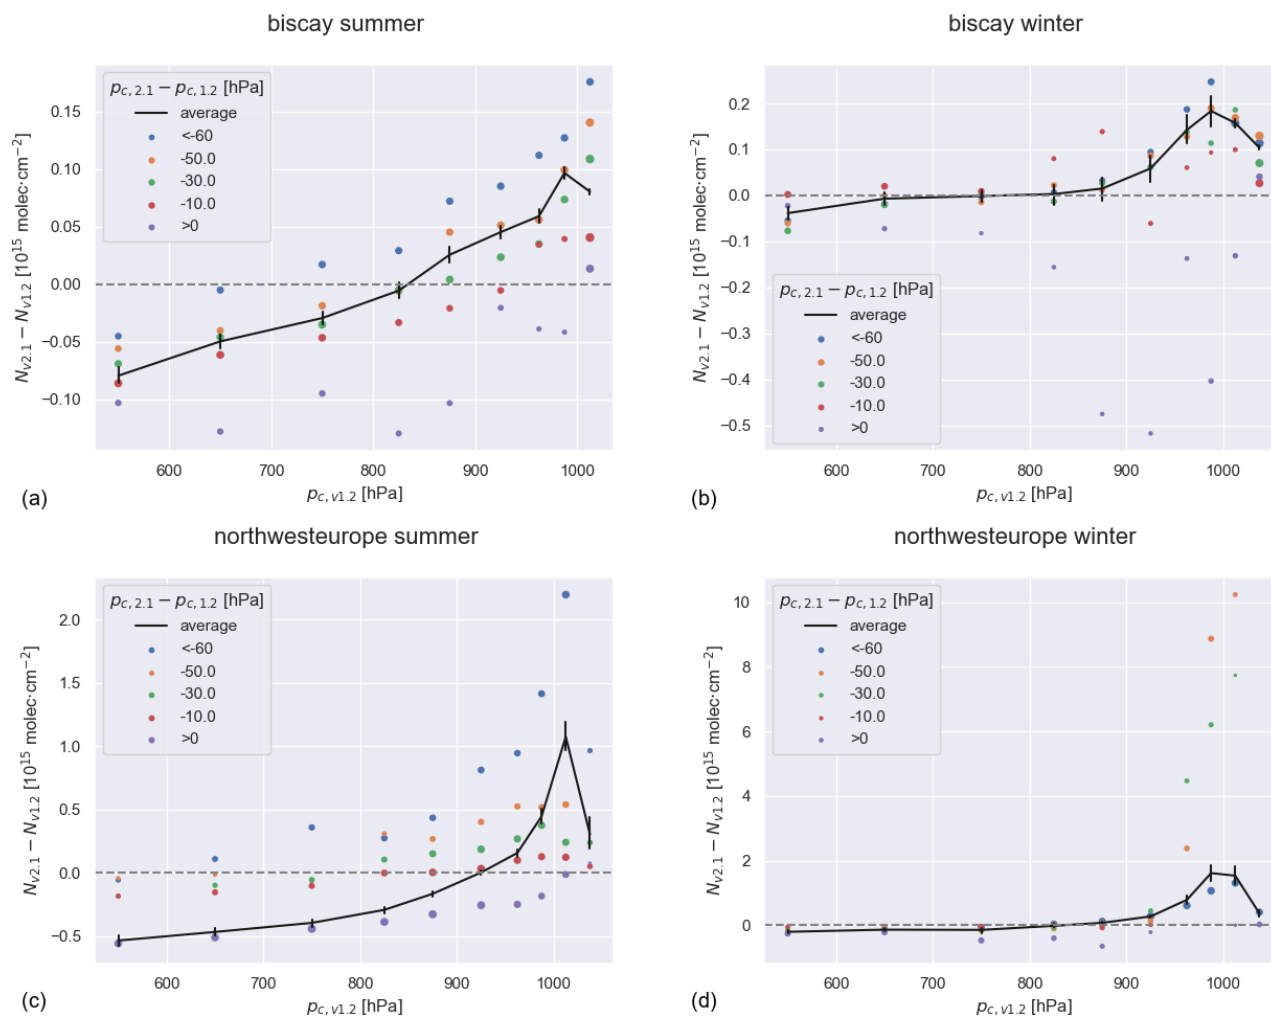 biscay summer
p_{c,2.1} − p_{c,1.2} [hPa]
average
<-60
-50.0
-30.0
-10.0
>0
0.15
0.10
0.05
0.00
−0.05
−0.10
N_{v2.1} − N_{v1.2} [10^{15} molec·cm^{−2}]
600 700 800 900 1000
p_{c,v1.2} [hPa]
(a)
biscay winter
0.2
0.1
0.0
−0.1
−0.2
−0.3
−0.4
−0.5
N_{v2.1} − N_{v1.2} [10^{15} molec·cm^{−2}]
p_{c,2.1} − p_{c,1.2} [hPa]
average
<-60
-50.0
-30.0
-10.0
>0
600 700 800 900 1000
p_{c,v1.2} [hPa]
(b)
northwesteurope summer
p_{c,2.1} − p_{c,1.2} [hPa]
average
<-60
-50.0
-30.0
-10.0
>0
2.0
1.5
1.0
0.5
0.0
−0.5
N_{v2.1} − N_{v1.2} [10^{15} molec·cm^{−2}]
600 700 800 900 1000
p_{c,v1.2} [hPa]
(c)
northwesteurope winter
p_{c,2.1} − p_{c,1.2} [hPa]
average
<-60
-50.0
-30.0
-10.0
>0
10
8
6
4
2
0
N_{v2.1} − N_{v1.2} [10^{15} molec·cm^{−2}]
600 700 800 900 1000
p_{c,v1.2} [hPa]
(d)